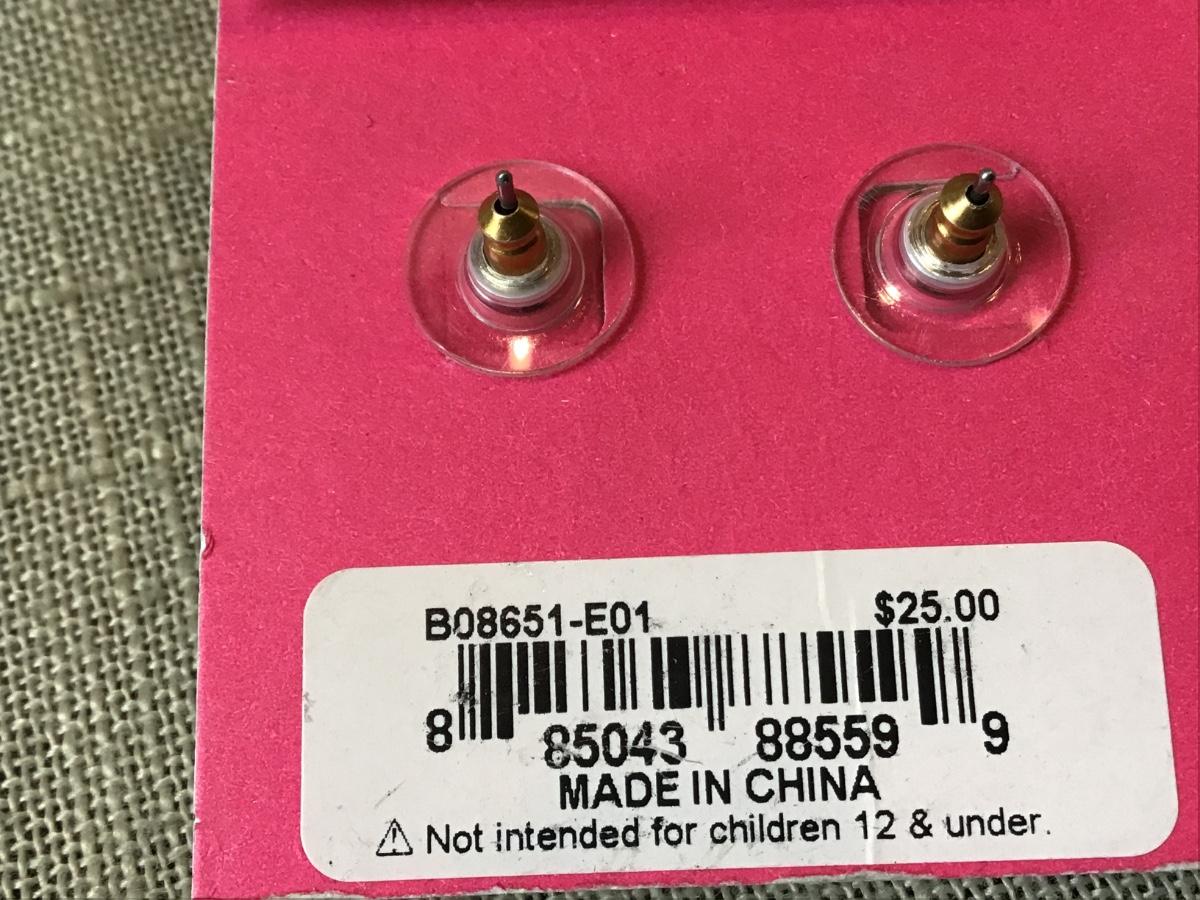 B08651-E01 $25.00
8 85043 88559 9
MADE IN CHINA
⚠ Not intended for children 12 & under.